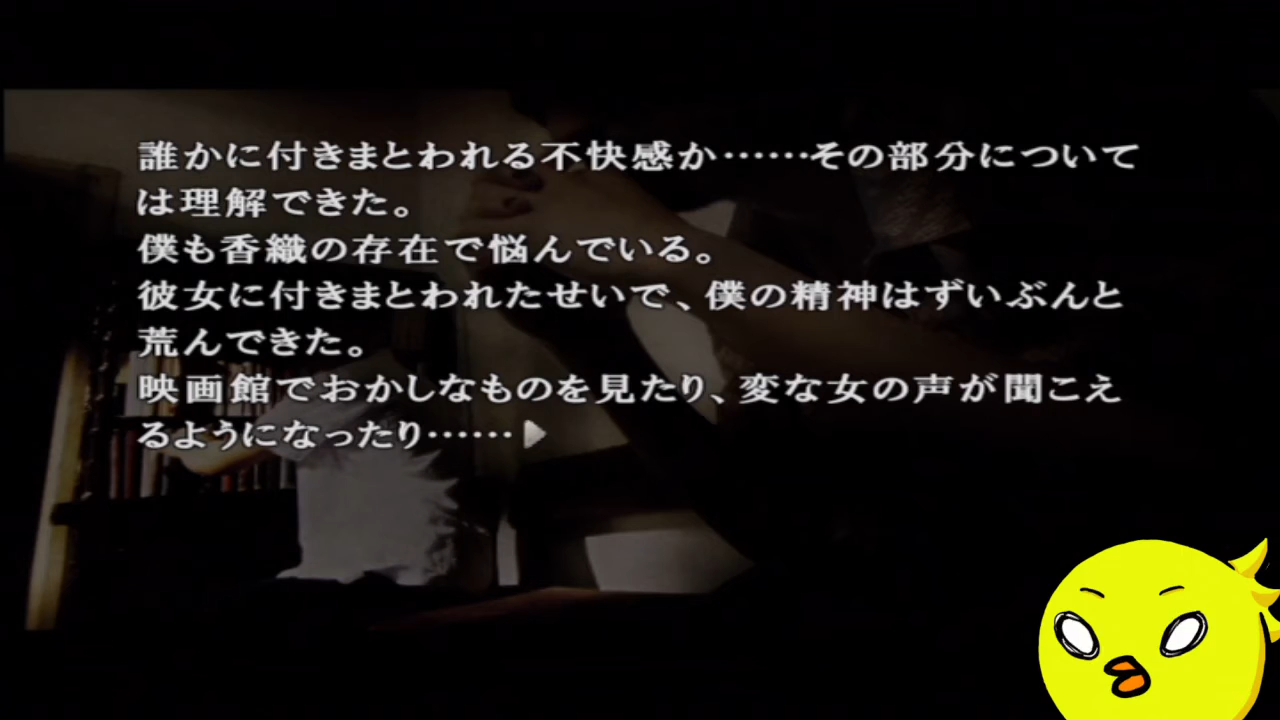 誰かに付きまとわれる不快感か……その部分について
は理解できた。
僕も香織の存在で悩んでいる。
彼女に付きまとわれたせいで、僕の精神はずいぶんと
荒んできた。
映画館でおかしなものを見たり、変な女の声が聞こえ
るようになったり……